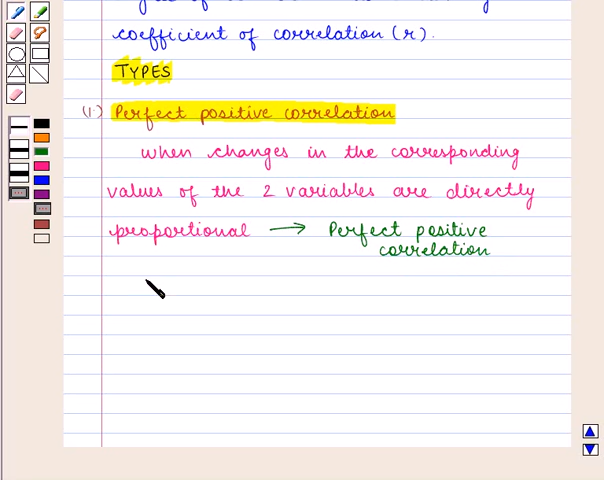 coefficient of correlation (r).
TYPES
(1.) Perfect positive correlation
When changes in the corresponding
values of the 2 variables are directly
proportional → Perfect positive
correlation